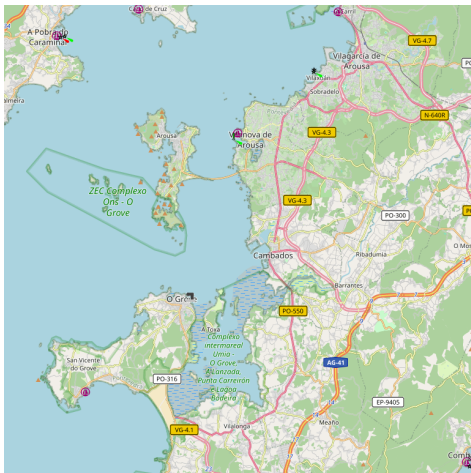 Carril
VG-4.7
A Pobra do
Caramiñal
Vilagarcía de
Arousa
Vilaxoán
Sobradelo
N-640R
Arousa
Vilanova de
Arousa
VG-4.3
ZEC Complexo
Ons - O
Grove
VG-4.3
PO-300
Cambados
Ribadumia
Barrantes
O Grove
PO-550
A Toxa
Complexo
intermareal
Umia -
O Grove
A Lanzada
Punta Carreirón
e Lagoa
Bodeira
San Vicente
do Grove
PO-316
AG-41
EP-9405
VG-4.1
Vilalonga
Meaño